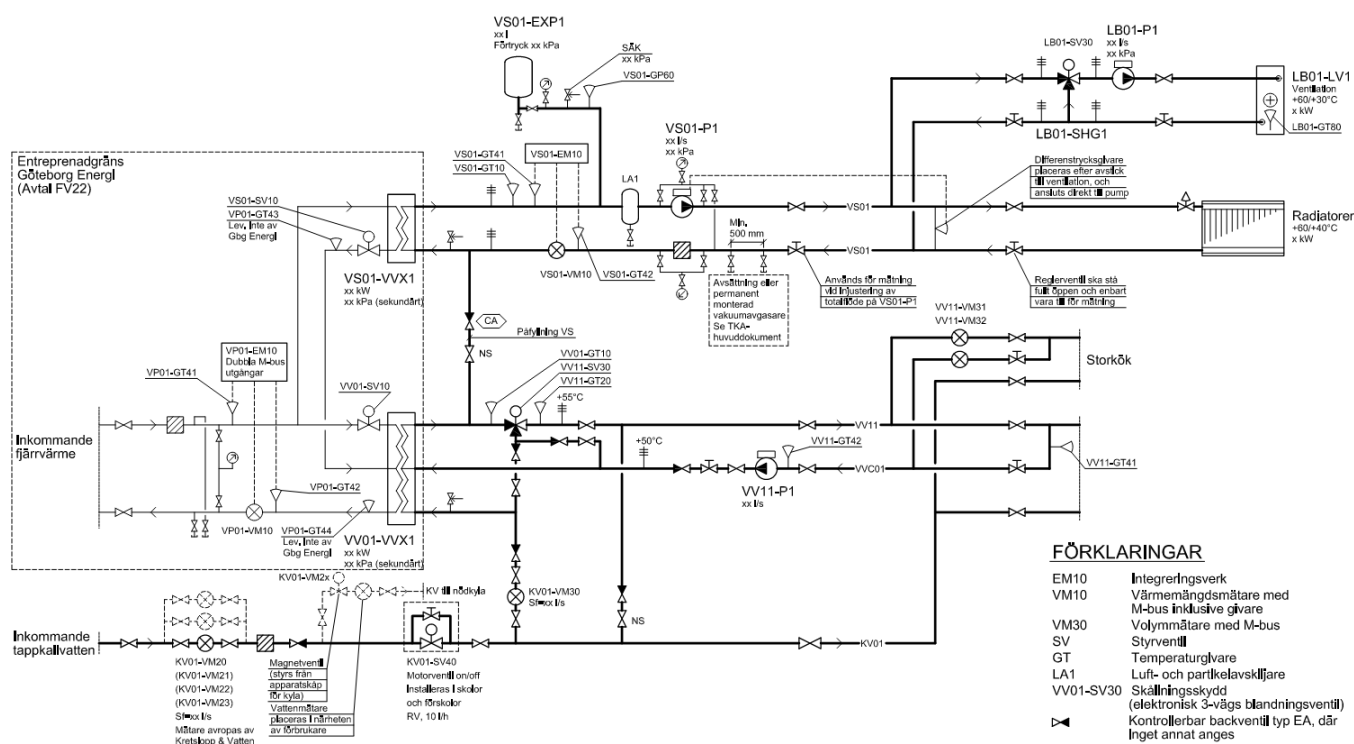 VS01-EXP1
xx l
Förtryck xx kPa
SÄK
xx kPa
VS01-GP60
LB01-SV30
LB01-P1
xx l/s
xx kPa
LB01-LV1
Ventilation
+60/+30°C
x kW
LB01-GT80
LB01-SHG1
VS01-P1
xx l/s
xx kPa
VS01-GT41
VS01-GT10
VS01-EM10
LA1
Differenstrycksgivare
placeras efter avstick
till ventilation, och
ansluts direkt till pump
Entreprenadgräns
Göteborg Energi
(Avtal FV22)
VS01-SV10
VP01-GT43
Lev. inte av
Gbg Energi
VS01
VS01
Min.
500 mm
Radiatorer
+60/+40°C
x kW
VS01-VVX1
xx kW
xx kPa (sekundärt)
VS01-VM10
VS01-GT42
Avsättning eller
permanent
monterad
vakuumavgasare
Se TKA-
huvuddokument
Används för mätning
vid injustering av
totalflöde på VS01-P1
Reglerventil ska stå
fullt öppen och enbart
vara till för mätning
CA
Påfyllning VS
NS
VV11-VM31
VV11-VM32
Storkök
VP01-EM10
Dubbla M-bus
utgångar
VP01-GT41
VV01-SV10
VV01-GT10
VV11-SV30
VV11-GT20
+55°C
VV11
Inkommande
fjärrvärme
+50°C
VV11-GT42
VVC01
VV11-GT41
VV11-P1
xx l/s
VP01-GT42
VP01-VM10
VP01-GT44
Lev. inte av
Gbg Energi
VV01-VVX1
xx kW
xx kPa (sekundärt)
KV01-VM2x
KV till nödkyla
KV01-VM30
Sf=xx l/s
NS
KV01
Inkommande
tappkallvatten
KV01-VM20
(KV01-VM21)
(KV01-VM22)
(KV01-VM23)
Sf=xx l/s
Mätare avropas av
Kretslopp & Vatten
Magnetventil
(styrs från
apparatskåp
för kyla)
Vattenmätare
placeras i närheten
av förbrukare
KV01-SV40
Motorventil on/off
Installeras i skolor
och förskolor
RV, 10 l/h
FÖRKLARINGAR
EM10 Integreringsverk
VM10 Värmemängdsmätare med
M-bus inklusive givare
VM30 Volymmätare med M-bus
SV Styrventil
GT Temperaturgivare
LA1 Luft- och partikelavskiljare
VV01-SV30 Skållningsskydd
(elektronisk 3-vägs blandningsventil)
Kontrollerbar backventil typ EA, där
inget annat anges